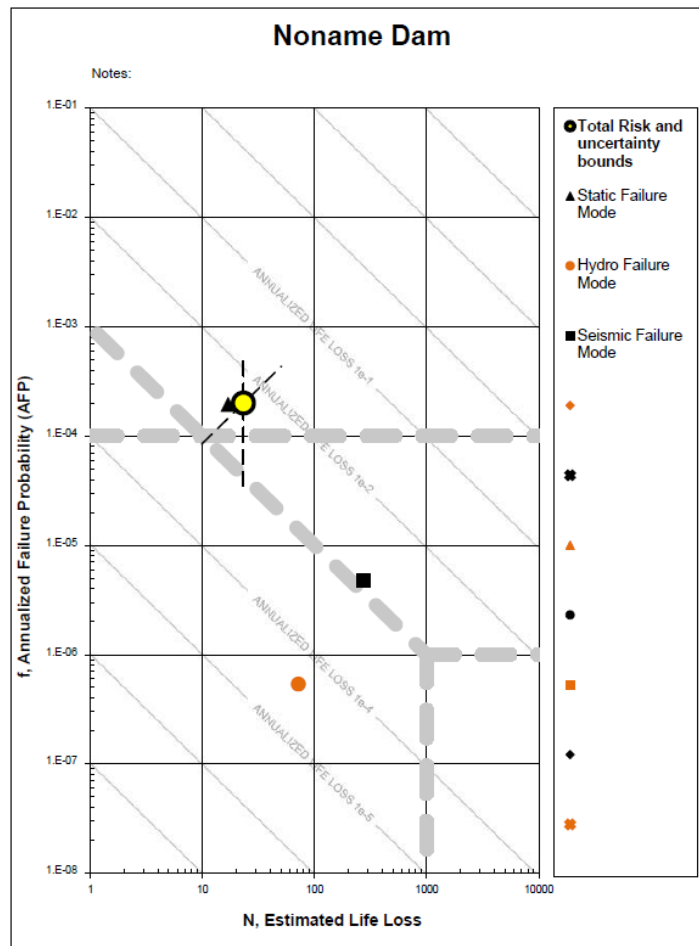 Noname Dam
Notes:
1.E-01
1.E-02
1.E-03
1.E-04
1.E-05
1.E-06
1.E-07
1.E-08
f, Annualized Failure Probability (AFP)
ANNUALIZED LIFE LOSS 1e-1
ANNUALIZED LIFE LOSS 1e-2
ANNUALIZED LIFE LOSS 1e-4
ANNUALIZED LIFE LOSS 1e-5
1
10
100
1000
10000
N, Estimated Life Loss
Total Risk and
uncertainty
bounds
Static Failure
Mode
Hydro Failure
Mode
Seismic Failure
Mode